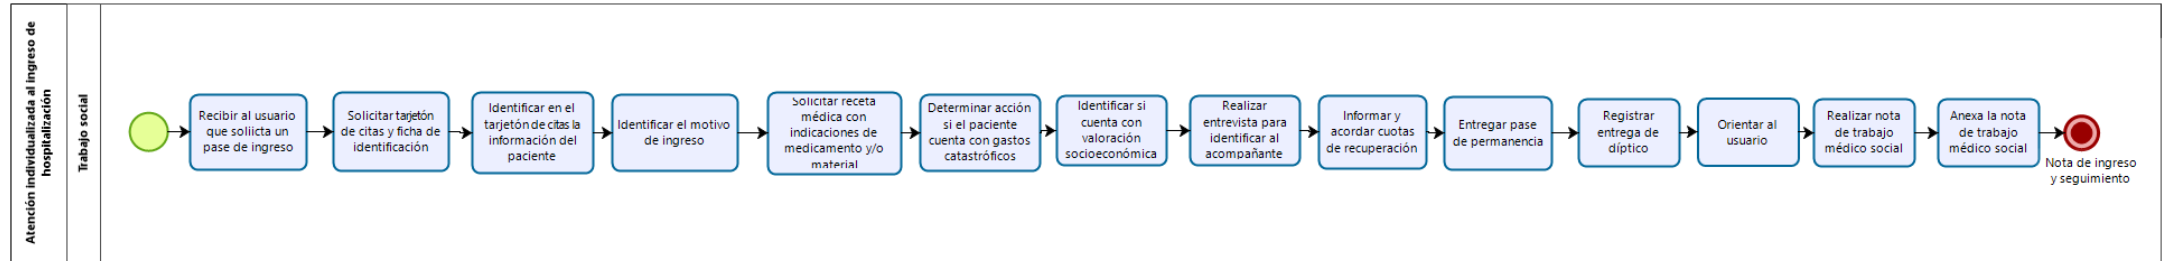 Atención individualizada al ingreso de
hospitalización
Trabajo social
Recibir al usuario
que soliicta un
pase de ingreso
Solicitar tarjetón
de citas y ficha de
identificación
Identificar en el
tarjetón de citas la
información del
paciente
Identificar el motivo
de ingreso
Solicitar receta
médica con
indicaciones de
medicamento y/o
material
Determinar acción
si el paciente
cuenta con gastos
catastróficos
Identificar si
cuenta con
valoración
socioeconómica
Realizar
entrevista para
identificar al
acompañante
Informar y
acordar cuotas
de recuperación
Entregar pase
de permanencia
Registrar
entrega de
díptico
Orientar al
usuario
Realizar nota
de trabajo
médico social
Anexa la nota
de trabajo
médico social
Nota de ingreso
y seguimiento